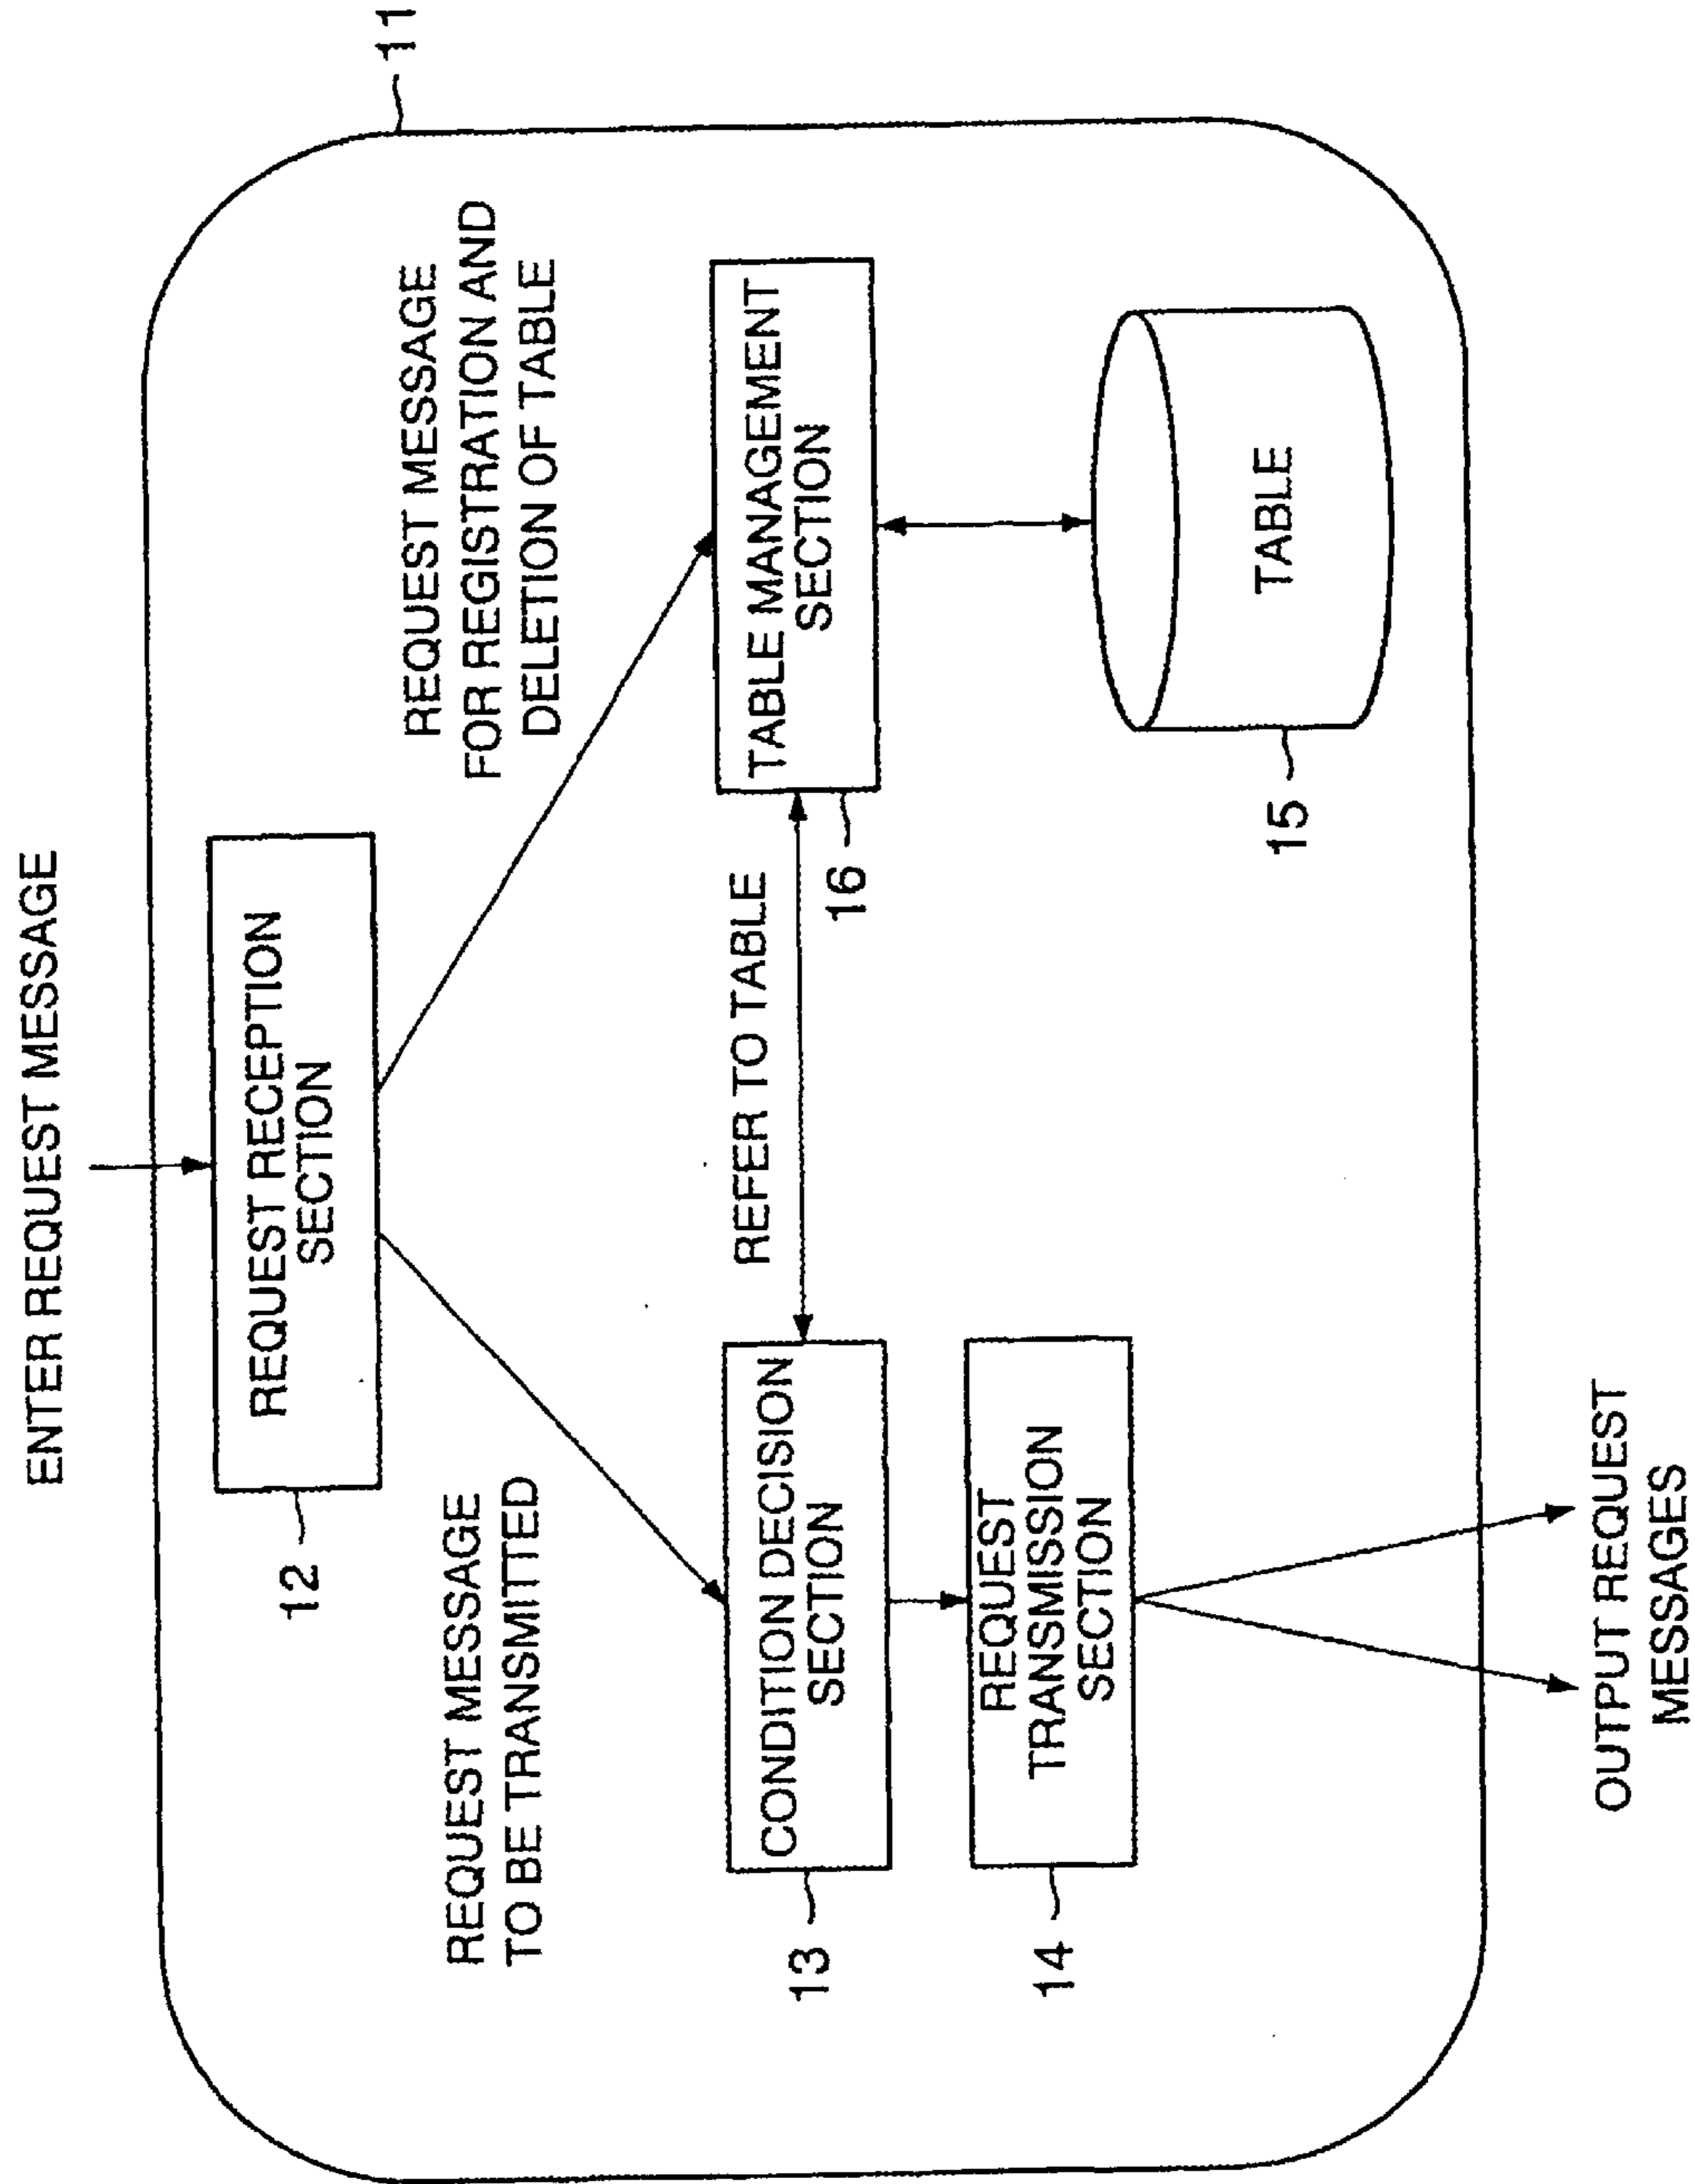 ENTER REQUEST MESSAGE
11
REQUEST RECEPTION
SECTION
12
REQUEST MESSAGE
FOR REGISTRATION AND
DELETION OF TABLE
REQUEST MESSAGE
TO BE TRANSMITTED
CONDITION DECISION
SECTION
13
REFER TO TABLE
TABLE MANAGEMENT
SECTION
16
REQUEST
TRANSMISSION
SECTION
14
TABLE
15
OUTPUT REQUEST
MESSAGES